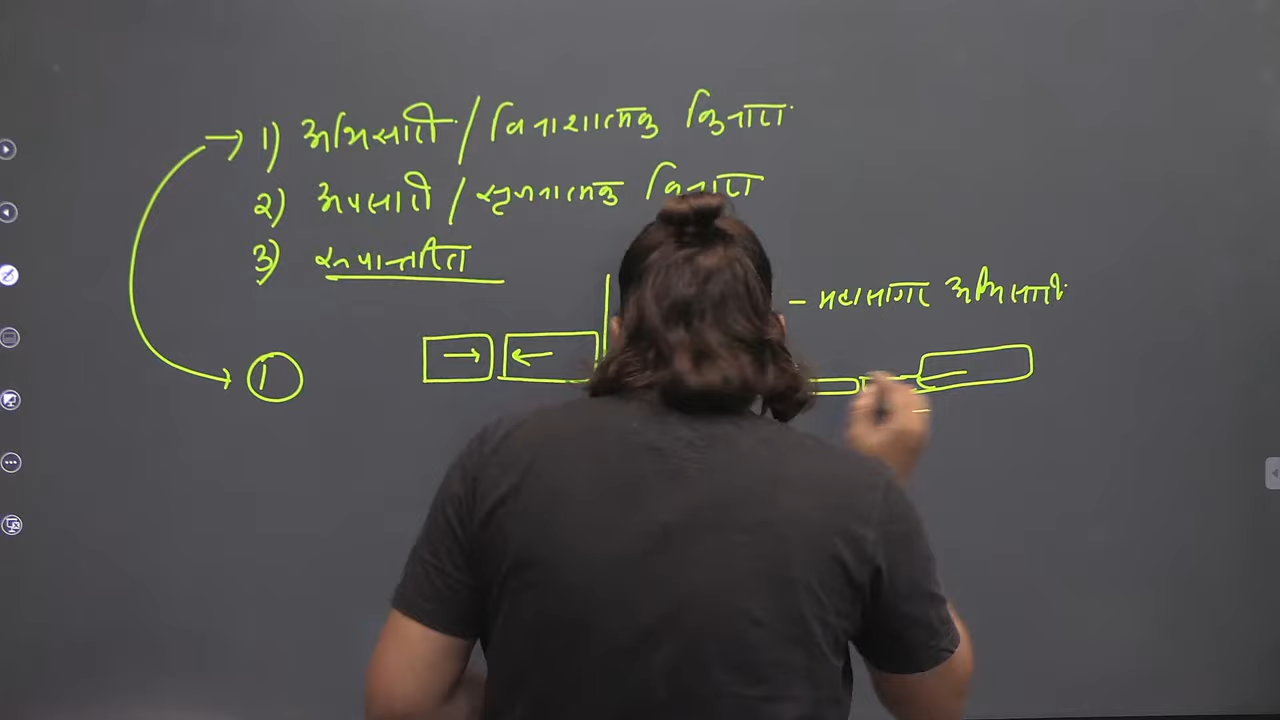 → 1) अभिसारी / विनाशात्मक किनारा
2) अपसारी / सृजनात्मक किनारा
3) रूपान्तरित
- महासागर अभिसारी
1